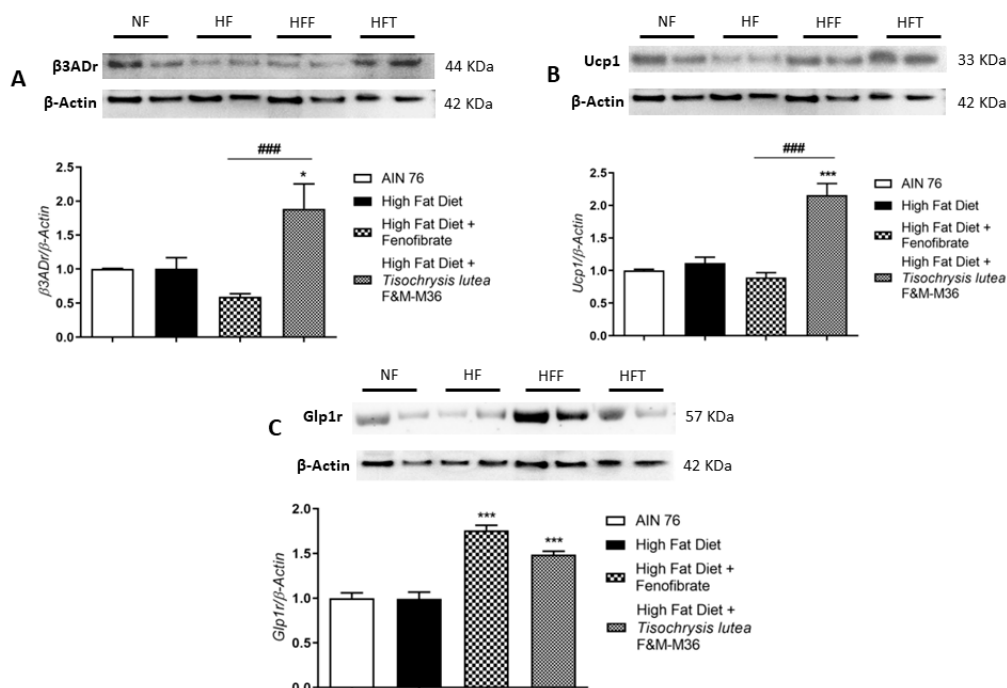 NF HF HFF HFT
A
β3ADr 44 KDa
β-Actin 42 KDa
###
*
2.5
2.0
1.5
1.0
0.5
0.0
β3ADr/β-Actin
AIN 76
High Fat Diet
High Fat Diet +
Fenofibrate
High Fat Diet +
Tisochrysis lutea
F&M-M36
NF HF HFF HFT
B
Ucp1 33 KDa
β-Actin 42 KDa
###
***
2.5
2.0
1.5
1.0
0.5
0.0
Ucp1/β-Actin
AIN 76
High Fat Diet
High Fat Diet +
Fenofibrate
High Fat Diet +
Tisochrysis lutea
F&M-M36
NF HF HFF HFT
C
Glp1r 57 KDa
β-Actin 42 KDa
*** ***
2.0
1.5
1.0
0.5
0.0
Glp1r/β-Actin
AIN 76
High Fat Diet
High Fat Diet +
Fenofibrate
High Fat Diet +
Tisochrysis lutea
F&M-M36